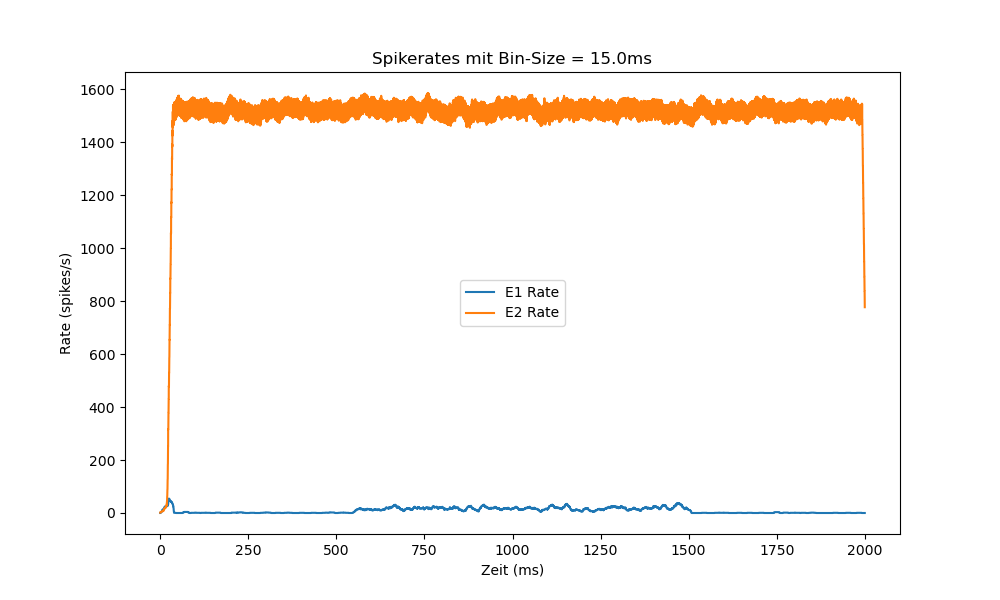 Spikerates mit Bin-Size = 15.0ms
1600
1400
1200
1000
800
600
400
200
0
Rate (spikes/s)
E1 Rate
E2 Rate
0 250 500 750 1000 1250 1500 1750 2000
Zeit (ms)